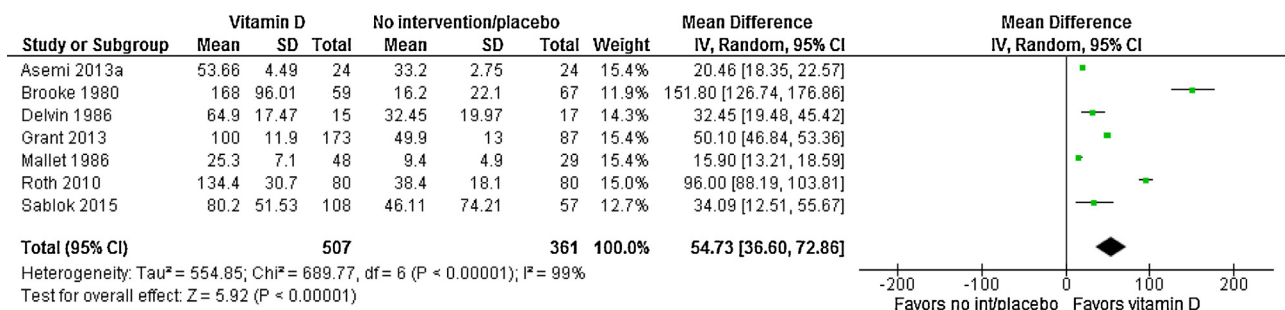 Vitamin D No intervention/placebo Mean Difference Mean Difference
Study or Subgroup Mean SD Total Mean SD Total Weight IV, Random, 95% CI IV, Random, 95% CI
Asemi 2013a 53.66 4.49 24 33.2 2.75 24 15.4% 20.46 [18.35, 22.57]
Brooke 1980 168 96.01 59 16.2 22.1 67 11.9% 151.80 [126.74, 176.86]
Delvin 1986 64.9 17.47 15 32.45 19.97 17 14.3% 32.45 [19.48, 45.42]
Grant 2013 100 11.9 173 49.9 13 87 15.4% 50.10 [46.84, 53.36]
Mallet 1986 25.3 7.1 48 9.4 4.9 29 15.4% 15.90 [13.21, 18.59]
Roth 2010 134.4 30.7 80 38.4 18.1 80 15.0% 96.00 [88.19, 103.81]
Sablok 2015 80.2 51.53 108 46.11 74.21 57 12.7% 34.09 [12.51, 55.67]
Total (95% CI) 507 361 100.0% 54.73 [36.60, 72.86]
Heterogeneity: Tau² = 554.85; Chi² = 689.77, df = 6 (P < 0.00001); I² = 99%
Test for overall effect: Z = 5.92 (P < 0.00001)
-200 -100 0 100 200
Favors no int/placebo Favors vitamin D